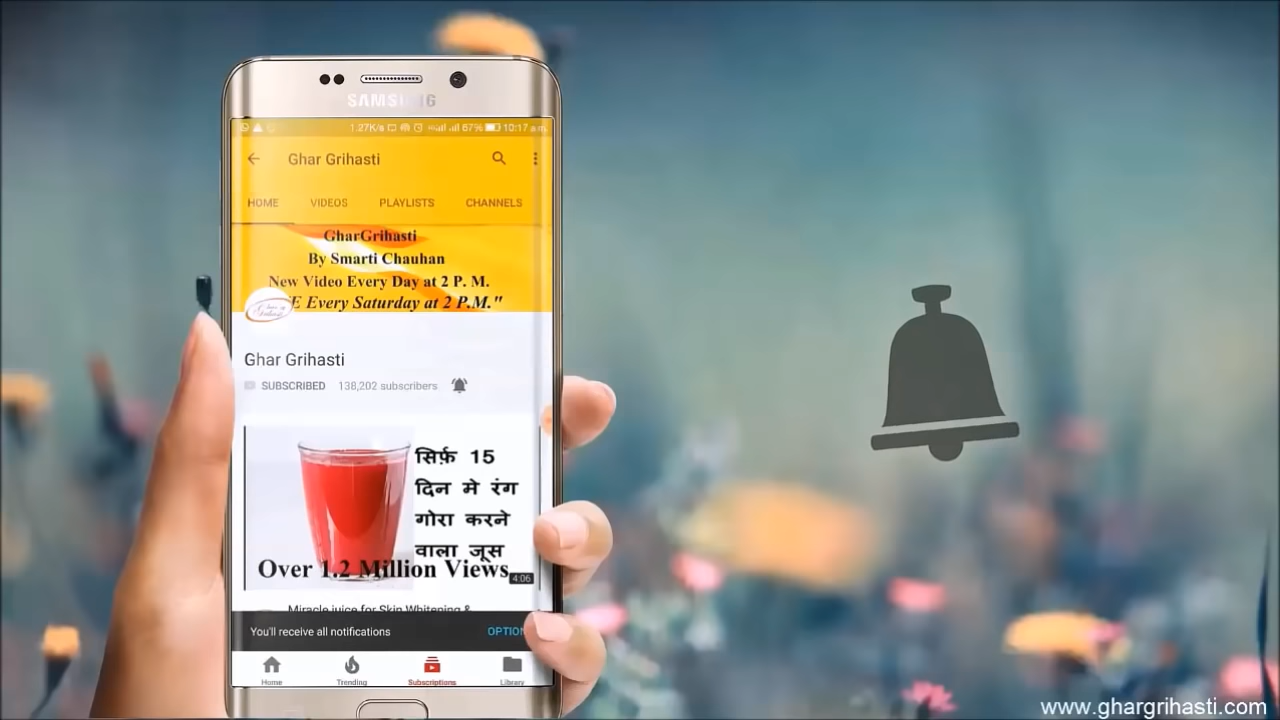 SAMSUNG
1.27K/s 67% 10:17 a.m.
Ghar Grihasti
HOME VIDEOS PLAYLISTS CHANNELS
GharGrihasti
By Smarti Chauhan
New Video Every Day at 2 P. M.
E Every Saturday at 2 P.M."
Ghar Grihasti
SUBSCRIBED 138,202 subscribers
सिर्फ़ 15
दिन मे रंग
गोरा करने
वाला जूस
Over 1.2 Million Views
4:06
Miracle juice for Skin Whitening &
You'll receive all notifications OPTION
Home Trending Subscriptions Library
www.ghargrihasti.com